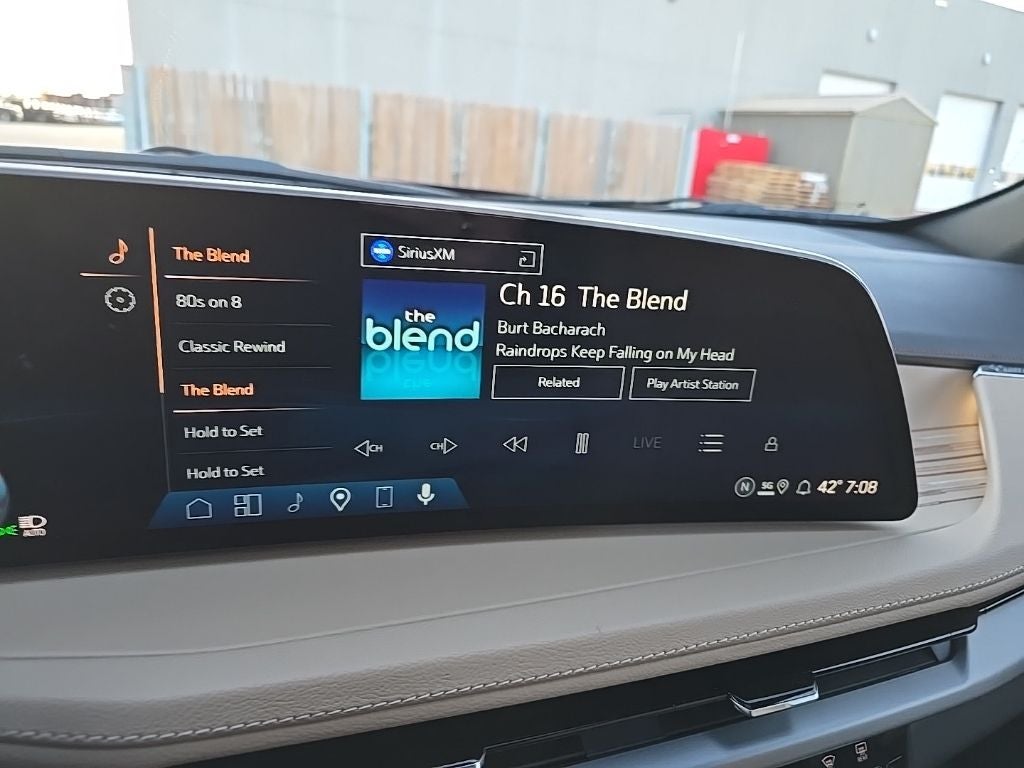 The Blend
80s on 8
Classic Rewind
The Blend
Hold to Set
Hold to Set
SiriusXM
the
blend
Ch 16 The Blend
Burt Bacharach
Raindrops Keep Falling on My Head
Related
Play Artist Station
CH
CH
LIVE
N
5G
42° 7:08